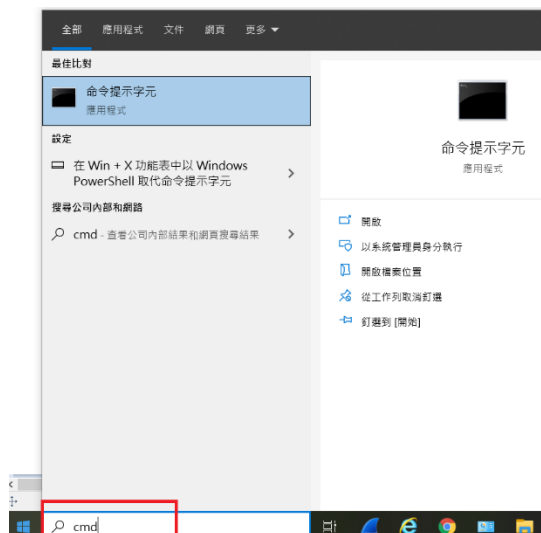 全部 應用程式 文件 網頁 更多
最佳比對
命令提示字元
應用程式
設定
在 Win + X 功能表中以 Windows
PowerShell 取代命令提示字元
搜尋公司內部和網路
cmd - 查看公司內部結果和網頁搜尋結果
命令提示字元
應用程式
開啟
以系統管理員身分執行
開啟檔案位置
從工作列取消釘選
釘選到 [開始]
cmd